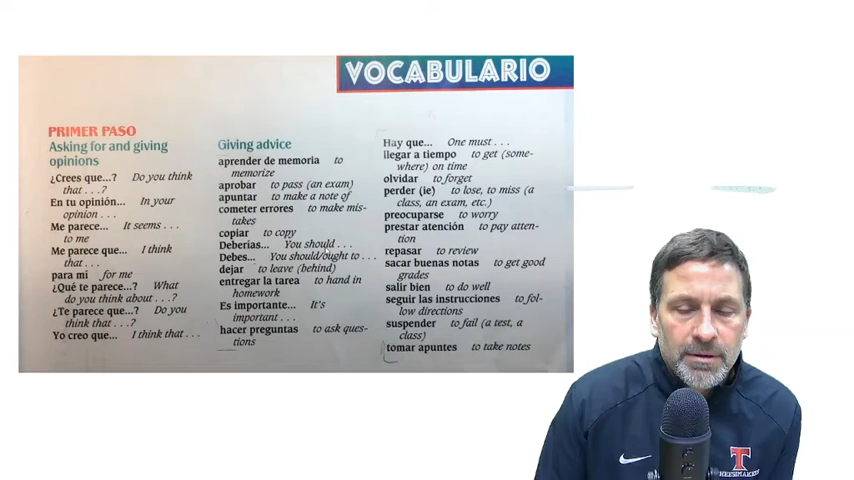 VOCABULARIO
PRIMER PASO
Asking for and giving
opinions
¿Crees que...? Do you think
that . . .?
En tu opinión... In your
opinion . . .
Me parece... It seems . . .
to me
Me parece que... I think
that . . .
para mí for me
¿Qué te parece...? What
do you think about . . .?
¿Te parece que...? Do you
think that . . .?
Yo creo que... I think that . . .
Giving advice
aprender de memoria to
memorize
aprobar to pass (an exam)
apuntar to make a note of
cometer errores to make mis-
takes
copiar to copy
Deberías... You should . . .
Debes... You should/ought to . . .
dejar to leave (behind)
entregar la tarea to hand in
homework
Es importante... It's
important . . .
hacer preguntas to ask ques-
tions
Hay que... One must . . .
llegar a tiempo to get (some-
where) on time
olvidar to forget
perder (ie) to lose, to miss (a
class, an exam, etc.)
preocuparse to worry
prestar atención to pay atten-
tion
repasar to review
sacar buenas notas to get good
grades
salir bien to do well
seguir las instrucciones to fol-
low directions
suspender to fail (a test, a
class)
tomar apuntes to take notes
T